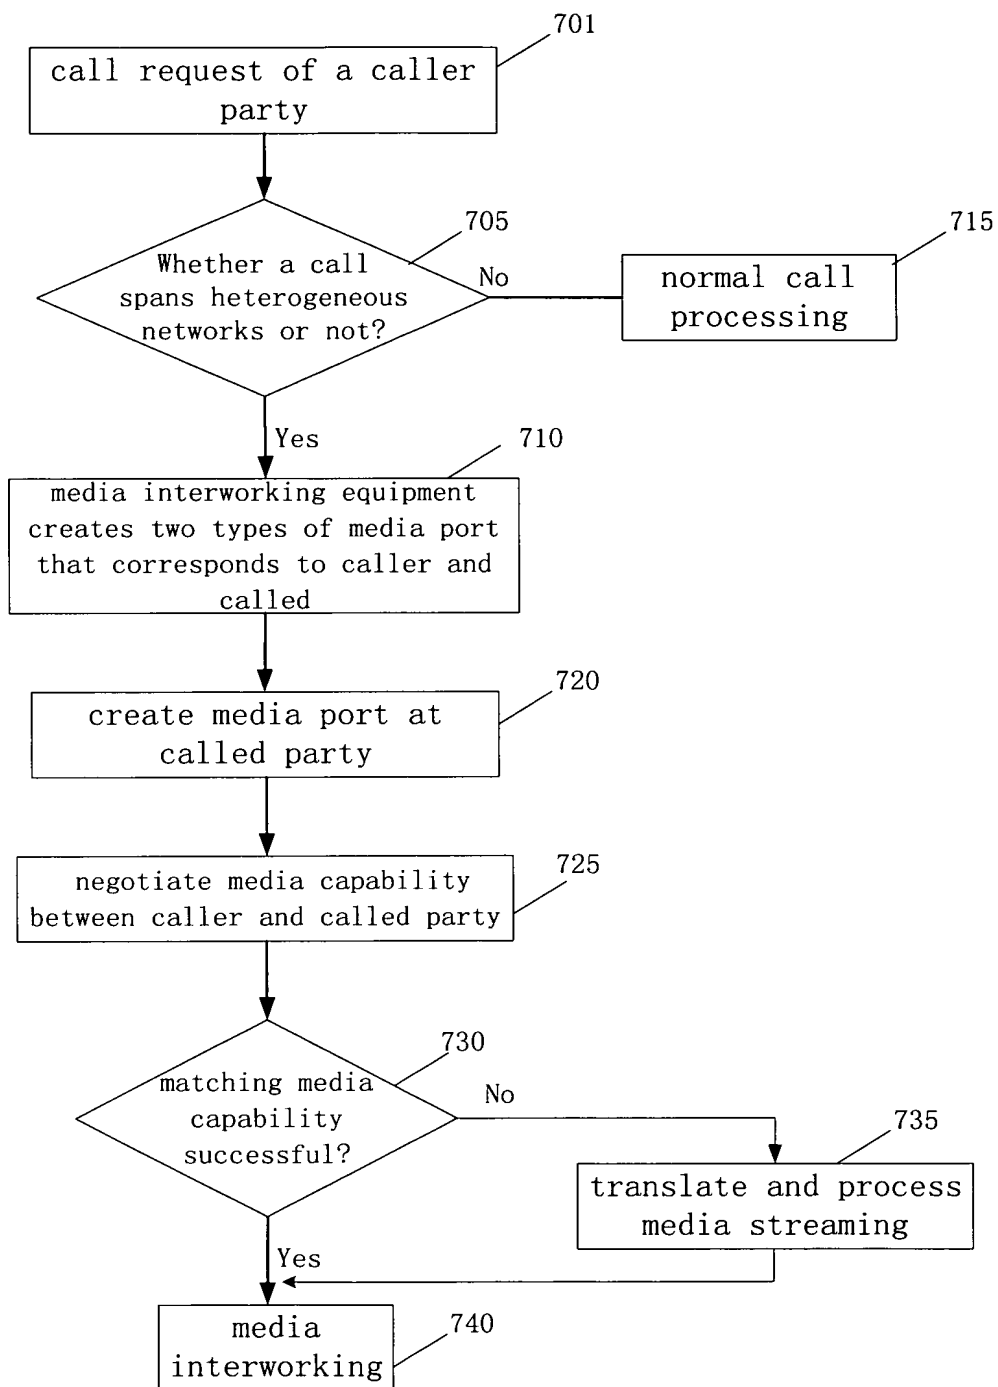 701
call request of a caller
party
705
Whether a call
spans heterogeneous
networks or not?
No
715
normal call
processing
Yes
710
media interworking equipment
creates two types of media port
that corresponds to caller and
called
720
create media port at
called party
725
negotiate media capability
between caller and called party
730
matching media
capability
successful?
No
735
translate and process
media streaming
Yes
media
interworking
740